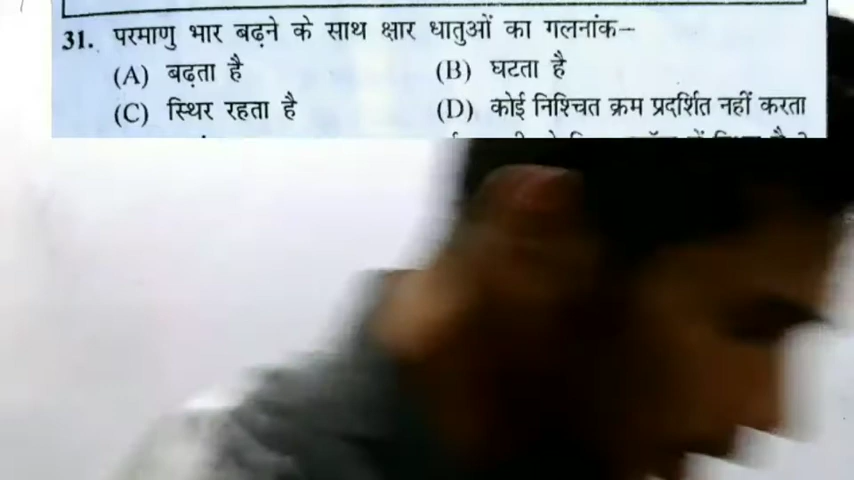 31. परमाणु भार बढ़ने के साथ क्षार धातुओं का गलनांक–
(A) बढ़ता है (B) घटता है
(C) स्थिर रहता है (D) कोई निश्चित क्रम प्रदर्शित नहीं करता